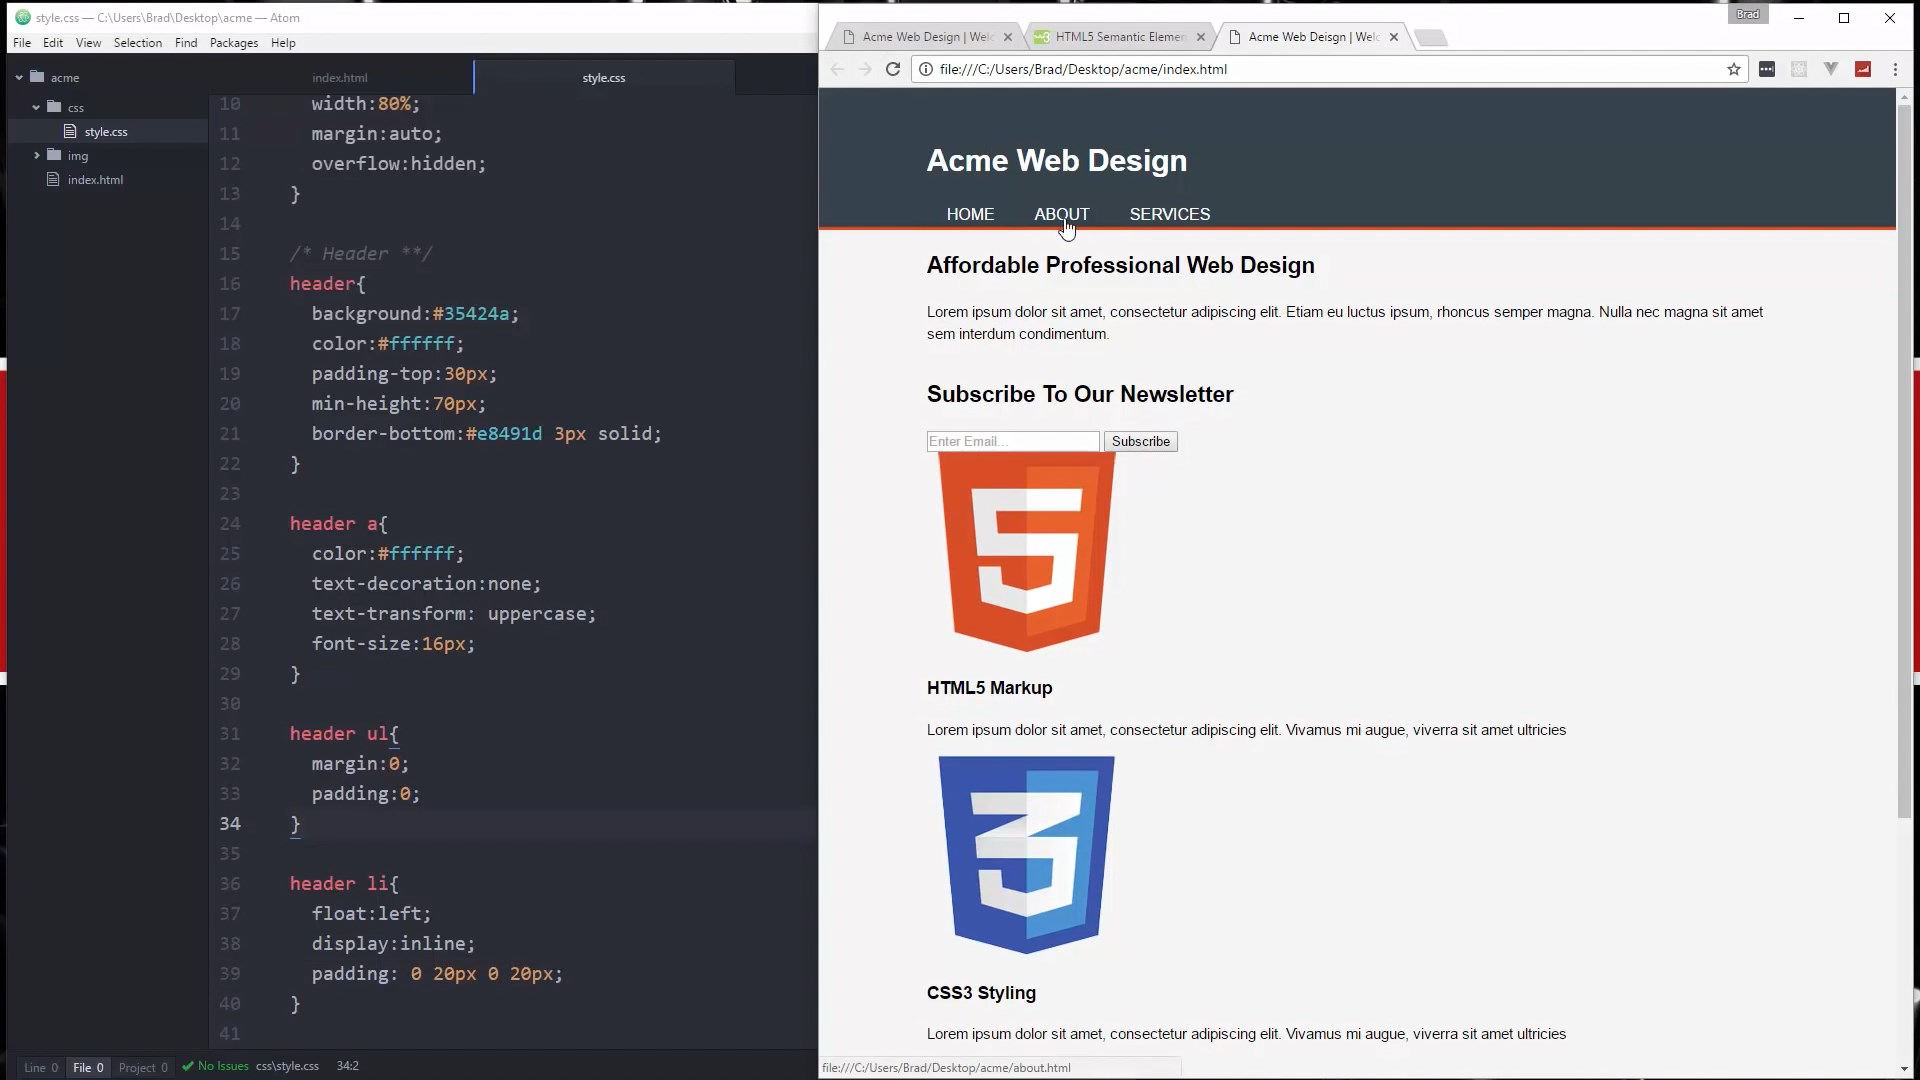 style.css — C:\Users\Brad\Desktop\acme — Atom
File Edit View Selection Find Packages Help
acme
css
style.css
img
index.html
index.html
style.css
10 width:80%;
11 margin:auto;
12 overflow:hidden;
13 }
14
15 /* Header **/
16 header{
17 background:#35424a;
18 color:#ffffff;
19 padding-top:30px;
20 min-height:70px;
21 border-bottom:#e8491d 3px solid;
22 }
23
24 header a{
25 color:#ffffff;
26 text-decoration:none;
27 text-transform: uppercase;
28 font-size:16px;
29 }
30
31 header ul{
32 margin:0;
33 padding:0;
34 }
35
36 header li{
37 float:left;
38 display:inline;
39 padding: 0 20px 0 20px;
40 }
41
Line 0 File 0 Project 0 No Issues css\style.css 34:2
Brad
Acme Web Design | Welc
HTML5 Semantic Elemen
Acme Web Deisgn | Welc
file:///C:/Users/Brad/Desktop/acme/index.html
Acme Web Design
HOME ABOUT SERVICES
Affordable Professional Web Design
Lorem ipsum dolor sit amet, consectetur adipiscing elit. Etiam eu luctus ipsum, rhoncus semper magna. Nulla nec magna sit amet
sem interdum condimentum.
Subscribe To Our Newsletter
Enter Email... Subscribe
5
HTML5 Markup
Lorem ipsum dolor sit amet, consectetur adipiscing elit. Vivamus mi augue, viverra sit amet ultricies
3
CSS3 Styling
Lorem ipsum dolor sit amet, consectetur adipiscing elit. Vivamus mi augue, viverra sit amet ultricies
file:///C:/Users/Brad/Desktop/acme/about.html